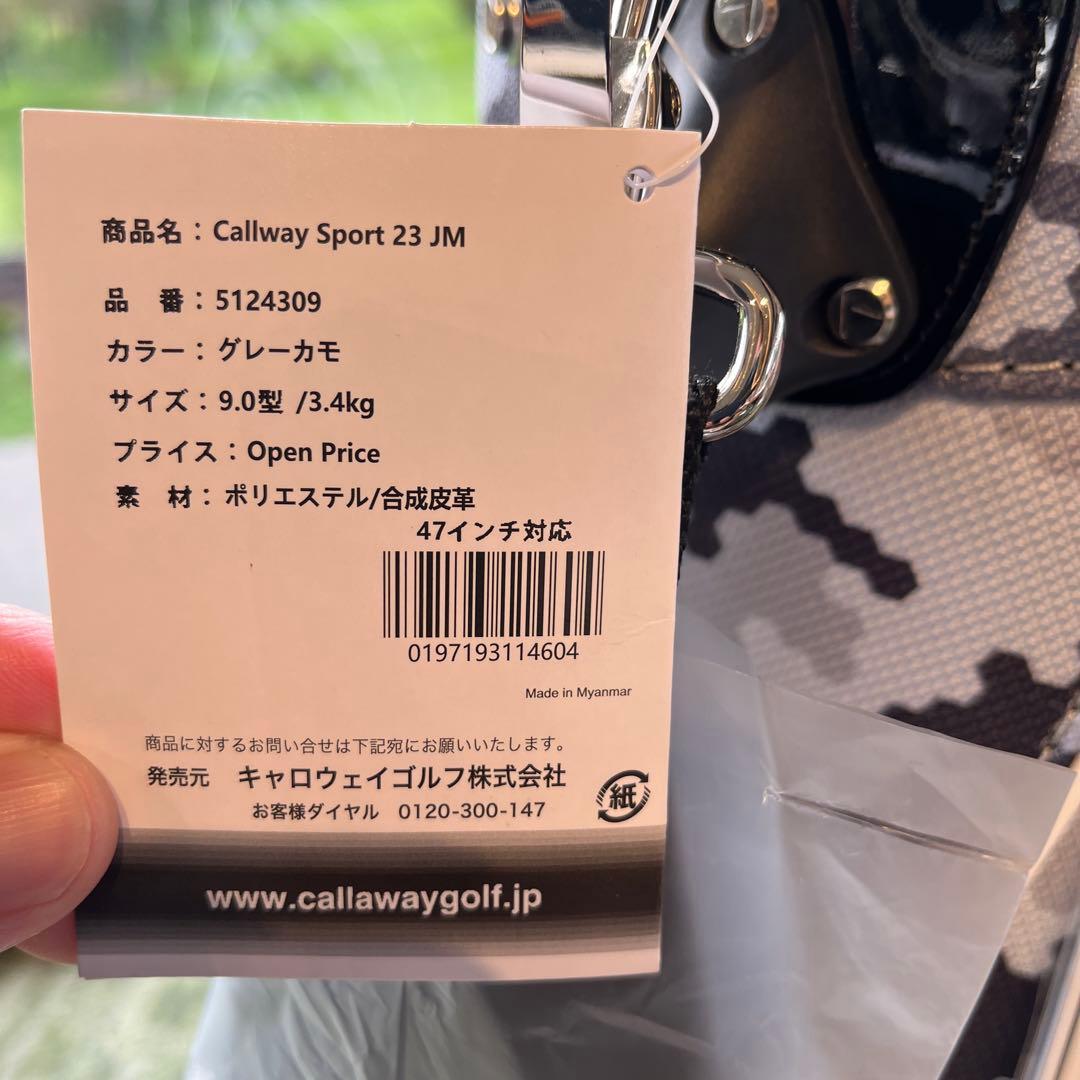 商品名：Callway Sport 23 JM
品　番：5124309
カラー：グレーカモ
サイズ：9.0型 /3.4kg
プライス：Open Price
素　材：ポリエステル/合成皮革
47インチ対応
0197193114604
Made in Myanmar
商品に対するお問い合せは下記宛にお願いいたします。
発売元　キャロウェイゴルフ株式会社
お客様ダイヤル　0120-300-147
紙
www.callawaygolf.jp